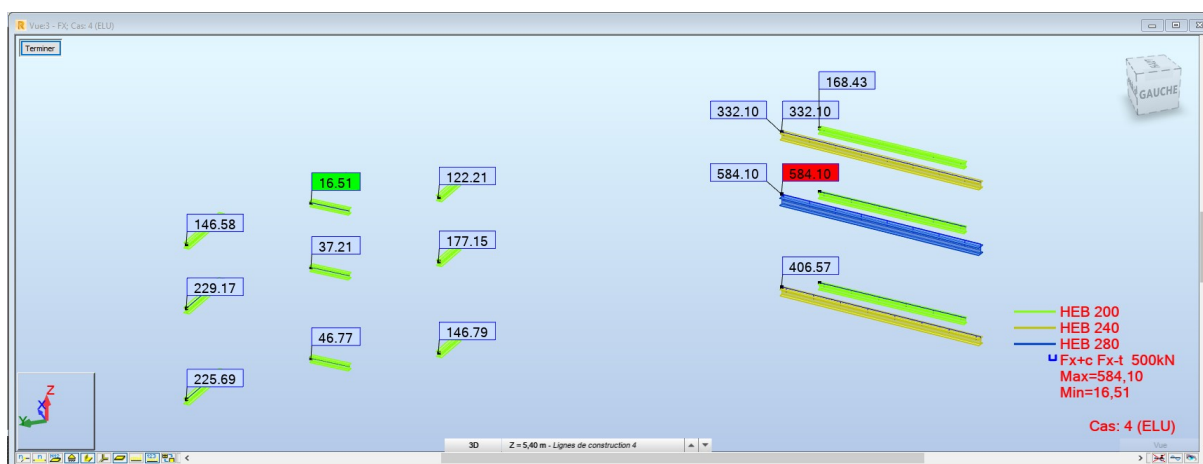 Vue:3 - FX; Cas: 4 (ELU)
Terminer
GAUCHE
168.43
332.10
332.10
584.10
584.10
406.57
16.51
122.21
146.58
37.21
177.15
229.17
46.77
146.79
225.69
HEB 200
HEB 240
HEB 280
Fx+c Fx-t 500kN
Max=584,10
Min=16,51
Cas: 4 (ELU)
Z
X
Y
3D
Z = 5,40 m - Lignes de construction 4
Vue